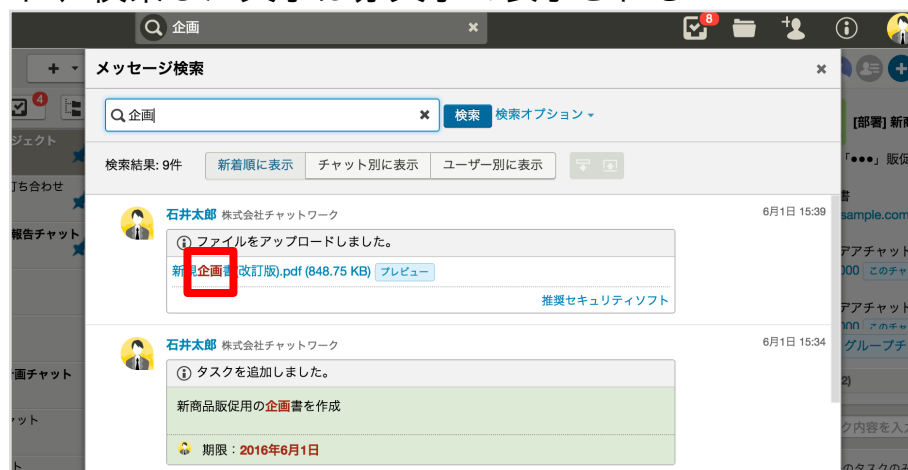 企画 ×
8
+
メッセージ検索 ×
4
企画 × 検索 検索オプション
[部署] 新商
ジェクト
検索結果: 9件 新着順に表示 チャット別に表示 ユーザー別に表示
「●●●」販促
打ち合わせ
石井太郎 株式会社チャットワーク 6月1日 15:39
sample.com
報告チャット
ファイルをアップロードしました。
デアチャット
新規企画書(改訂版).pdf (848.75 KB) プレビュー
000 このチャ
推奨セキュリティソフト
デアチャット
石井太郎 株式会社チャットワーク 6月1日 15:34
グループチ
画チャット
タスクを追加しました。
2)
新商品販促用の企画書を作成
ャット
ク内容を入力
期限：2016年6月1日